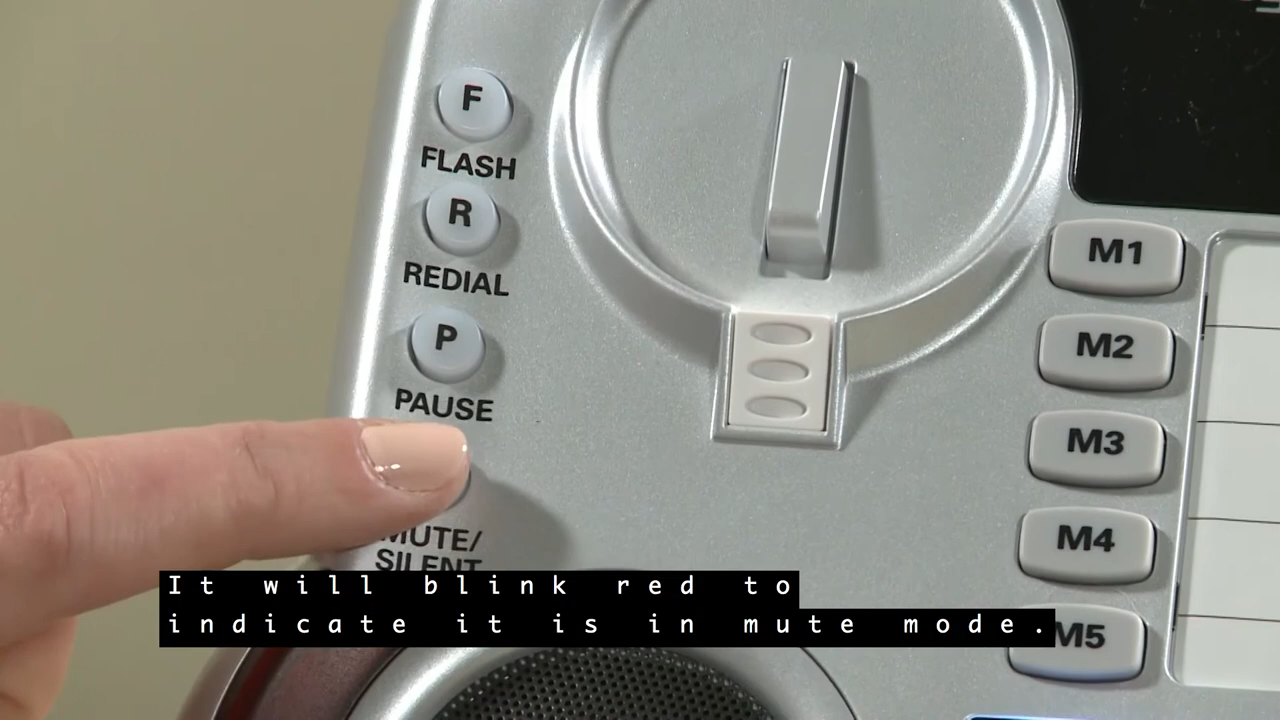 F
FLASH
R
REDIAL
P
PAUSE
MUTE/
SILENT
M1
M2
M3
M4
M5
It will blink red to
indicate it is in mute mode.